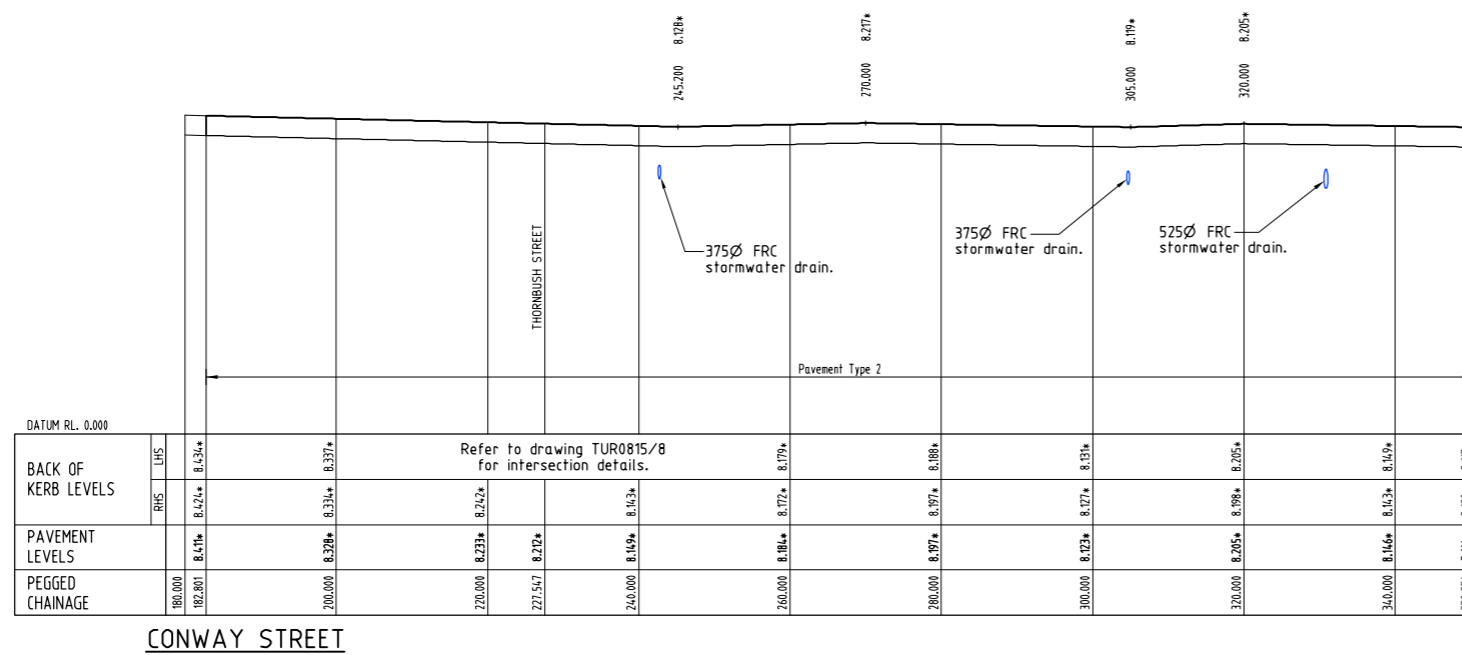 245.200 8.128*
270.000 8.217*
305.000 8.119*
320.000 8.205*
375Ø FRC
stormwater drain.
375Ø FRC
stormwater drain.
525Ø FRC
stormwater drain.
THORNBUSH STREET
Pavement Type 2
DATUM RL. 0.000
BACK OF
KERB LEVELS
LHS
8.434*
8.337*
Refer to drawing TUR0815/8
for intersection details.
8.179*
8.188*
8.131*
8.205*
8.149*
RHS
8.424*
8.334*
8.242*
8.143*
8.172*
8.197*
8.127*
8.198*
8.143*
PAVEMENT
LEVELS
8.411*
8.328*
8.233*
8.212*
8.149*
8.184*
8.197*
8.123*
8.205*
8.146*
PEGGED
CHAINAGE
180.000
182.801
200.000
220.000
227.547
240.000
260.000
280.000
300.000
320.000
340.000
CONWAY STREET